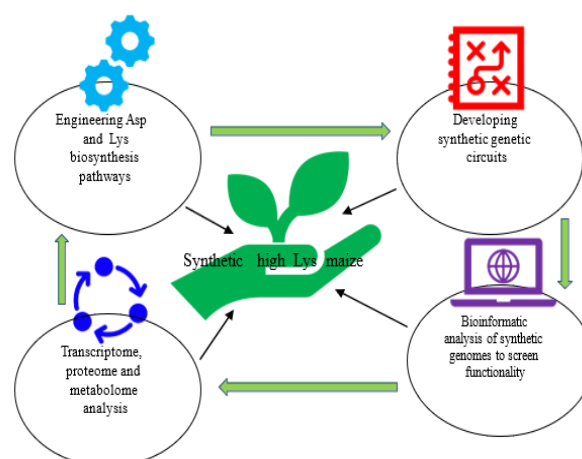 Engineering Asp
and Lys
biosynthesis
pathways
Developing
synthetic genetic
circuits
Synthetic high Lys maize
Transcriptome,
proteome and
metabolome
analysis
Bioinformatic
analysis of synthetic
genomes to screen
functionality